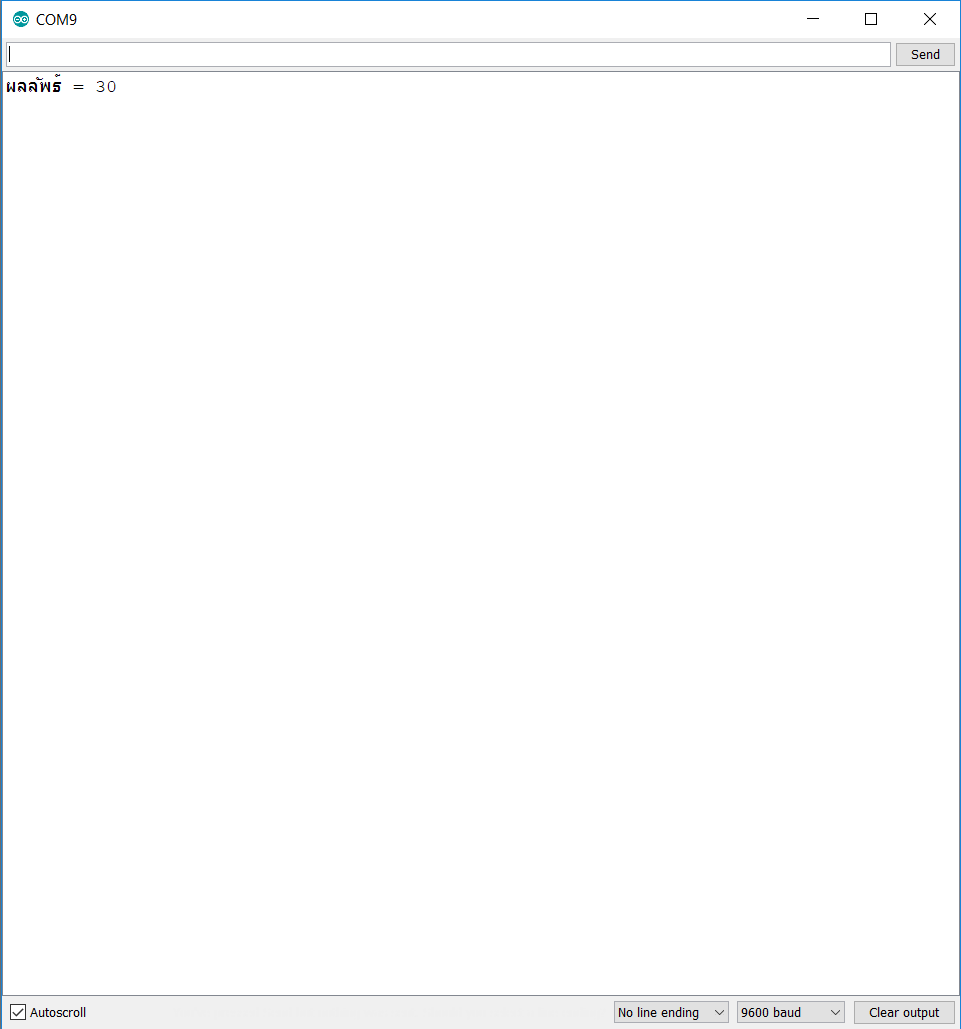 COM9
Send
ผลลัพธ์ = 30
Autoscroll
No line ending
9600 baud
Clear output